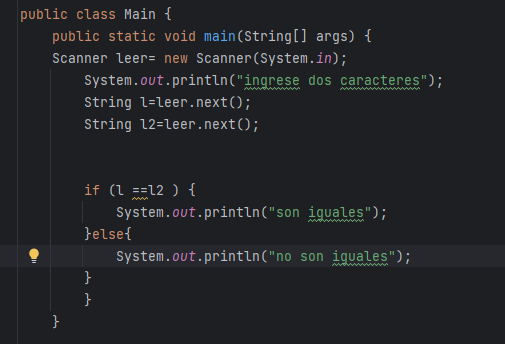 public class Main {
    public static void main(String[] args) {
    Scanner leer= new Scanner(System.in);
        System.out.println("ingrese dos caracteres");
        String l=leer.next();
        String l2=leer.next();
        if (l ==l2 ) {
            System.out.println("son iguales");
        }else{
            System.out.println("no son iguales");
        }
        }
    }